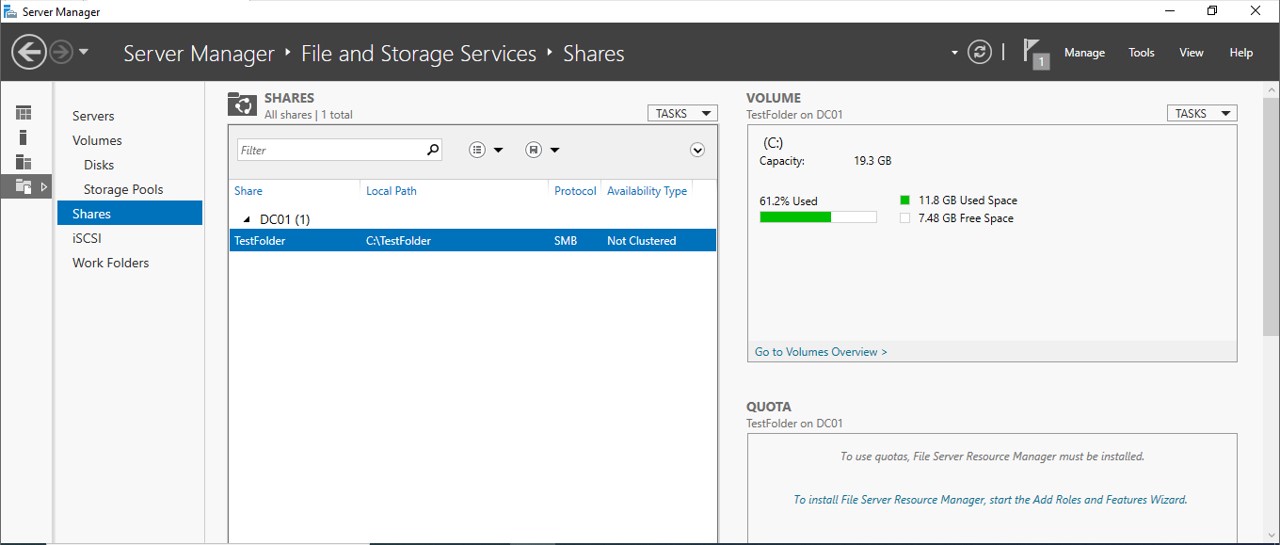 Server Manager
Server Manager ‣ File and Storage Services ‣ Shares
1
Manage
Tools
View
Help
Servers
Volumes
Disks
Storage Pools
Shares
iSCSI
Work Folders
SHARES
All shares | 1 total
TASKS
Filter
Share Local Path Protocol Availability Type
DC01 (1)
TestFolder C:\TestFolder SMB Not Clustered
VOLUME
TestFolder on DC01
TASKS
(C:)
Capacity: 19.3 GB
61.2% Used
11.8 GB Used Space
7.48 GB Free Space
Go to Volumes Overview >
QUOTA
TestFolder on DC01
To use quotas, File Server Resource Manager must be installed.
To install File Server Resource Manager, start the Add Roles and Features Wizard.